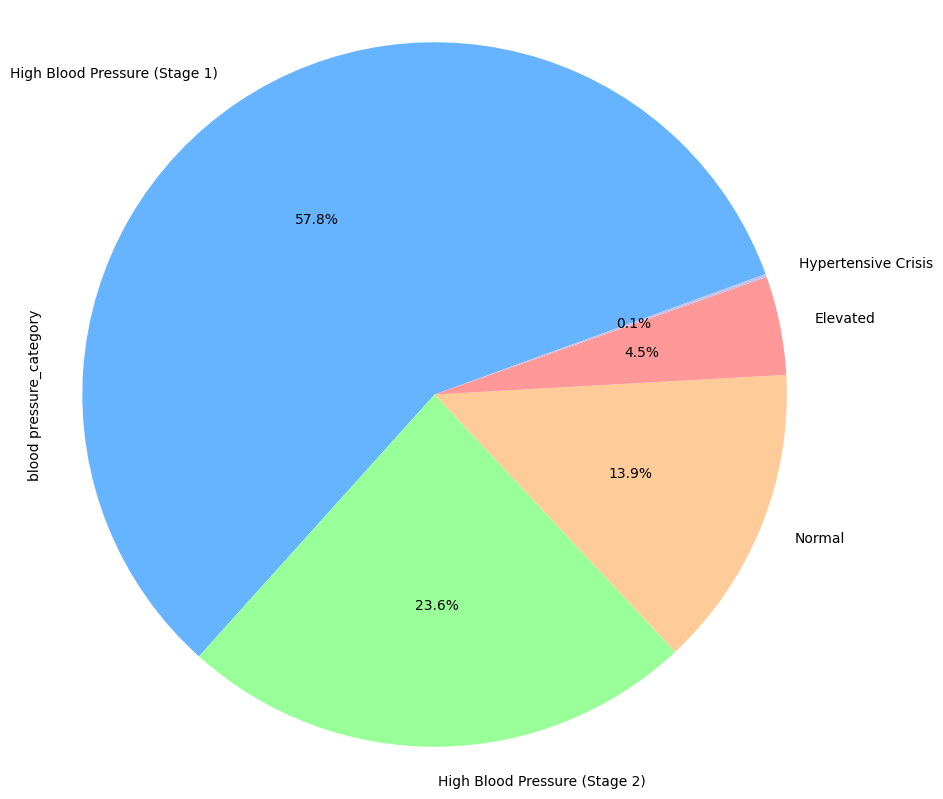 High Blood Pressure (Stage 1)
57.8%
Hypertensive Crisis
0.1%
Elevated
4.5%
blood pressure_category
13.9%
Normal
23.6%
High Blood Pressure (Stage 2)